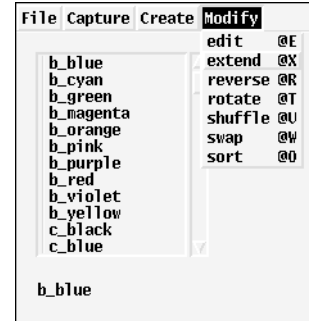 File Capture Create Modify
edit @E
extend @X
reverse @R
rotate @T
shuffle @U
swap @W
sort @O
b_blue
b_cyan
b_green
b_magenta
b_orange
b_pink
b_purple
b_red
b_violet
b_yellow
c_black
c_blue
b_blue